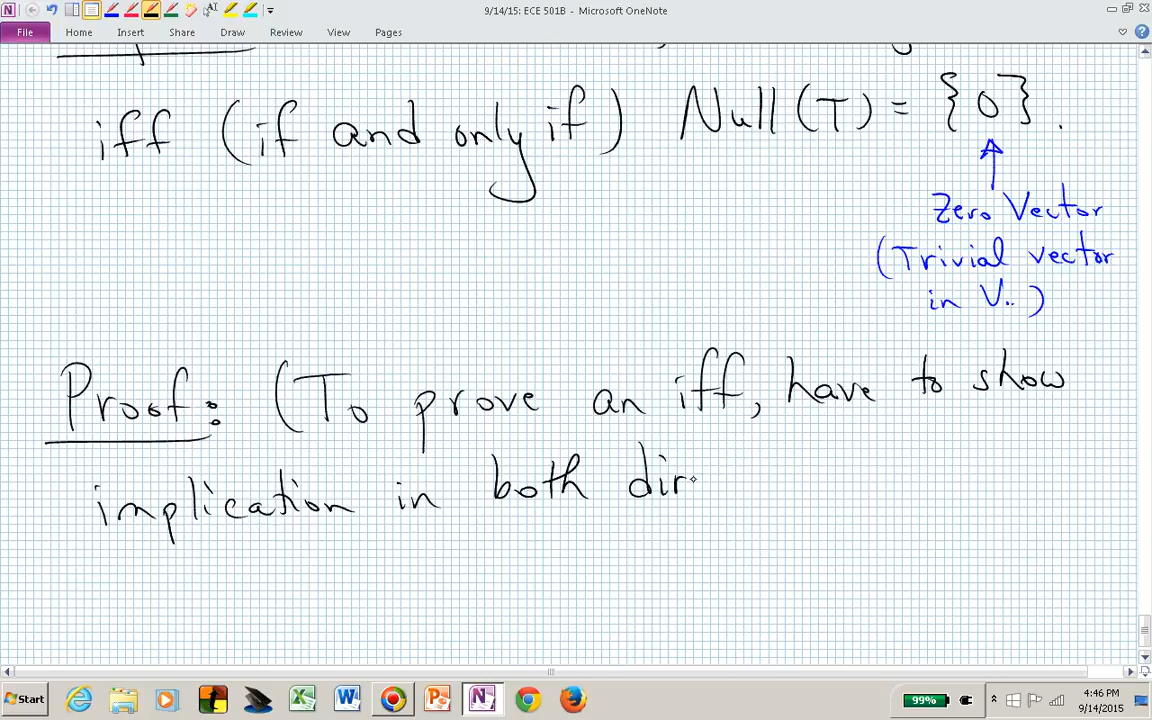 9/14/15: ECE 501B - Microsoft OneNote
File Home Insert Share Draw Review View Pages
iff (if and only if) Null(T) = {0}.
Zero Vector
(Trivial vector
in V..)
Proof: (To prove an iff, have to show
implication in both dir
Start
99%
4:46 PM
9/14/2015